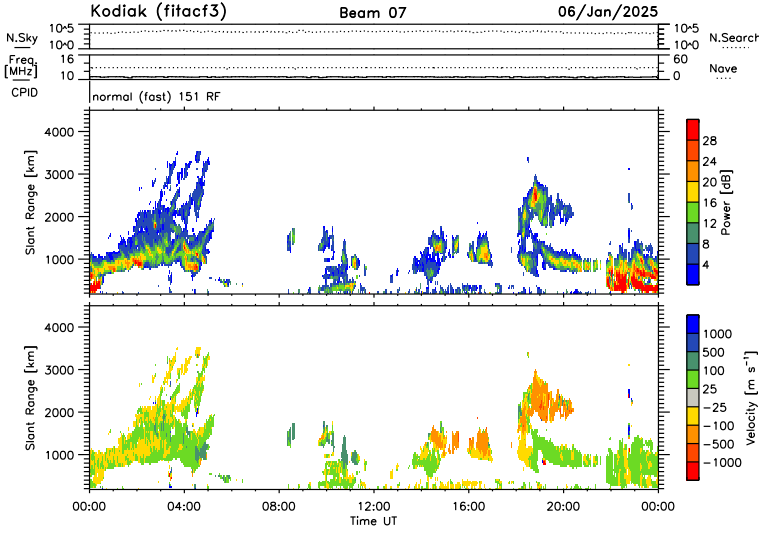 Kodiak (fitacf3) Beam 07 06/Jan/2025
N.Sky 10^5 10^0 10^5 10^0 N.Search
Freq. [MHz] 16 10 60 0 Nave
CPID normal (fast) 151 RF
Slant Range [km]
4000
3000
2000
1000
Power [dB]
28
24
20
16
12
8
4
Slant Range [km]
4000
3000
2000
1000
Velocity [m s⁻¹]
1000
500
100
25
-25
-100
-500
-1000
00:00 04:00 08:00 12:00 16:00 20:00 00:00
Time UT